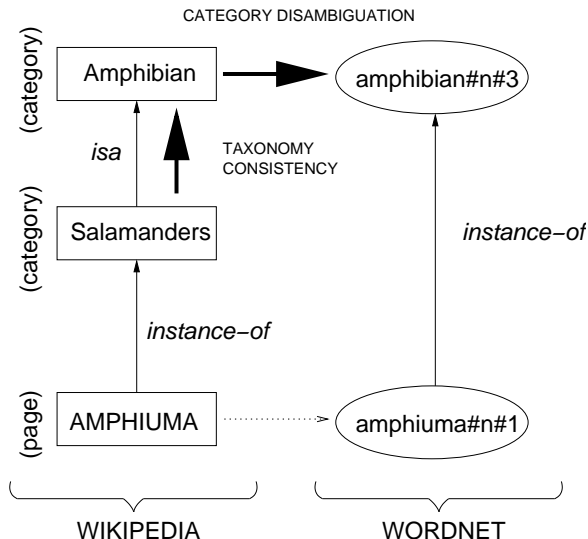 CATEGORY DISAMBIGUATION
(category)
Amphibian
amphibian#n#3
isa
TAXONOMY
CONSISTENCY
(category)
Salamanders
instance−of
instance−of
(page)
AMPHIUMA
amphiuma#n#1
WIKIPEDIA
WORDNET